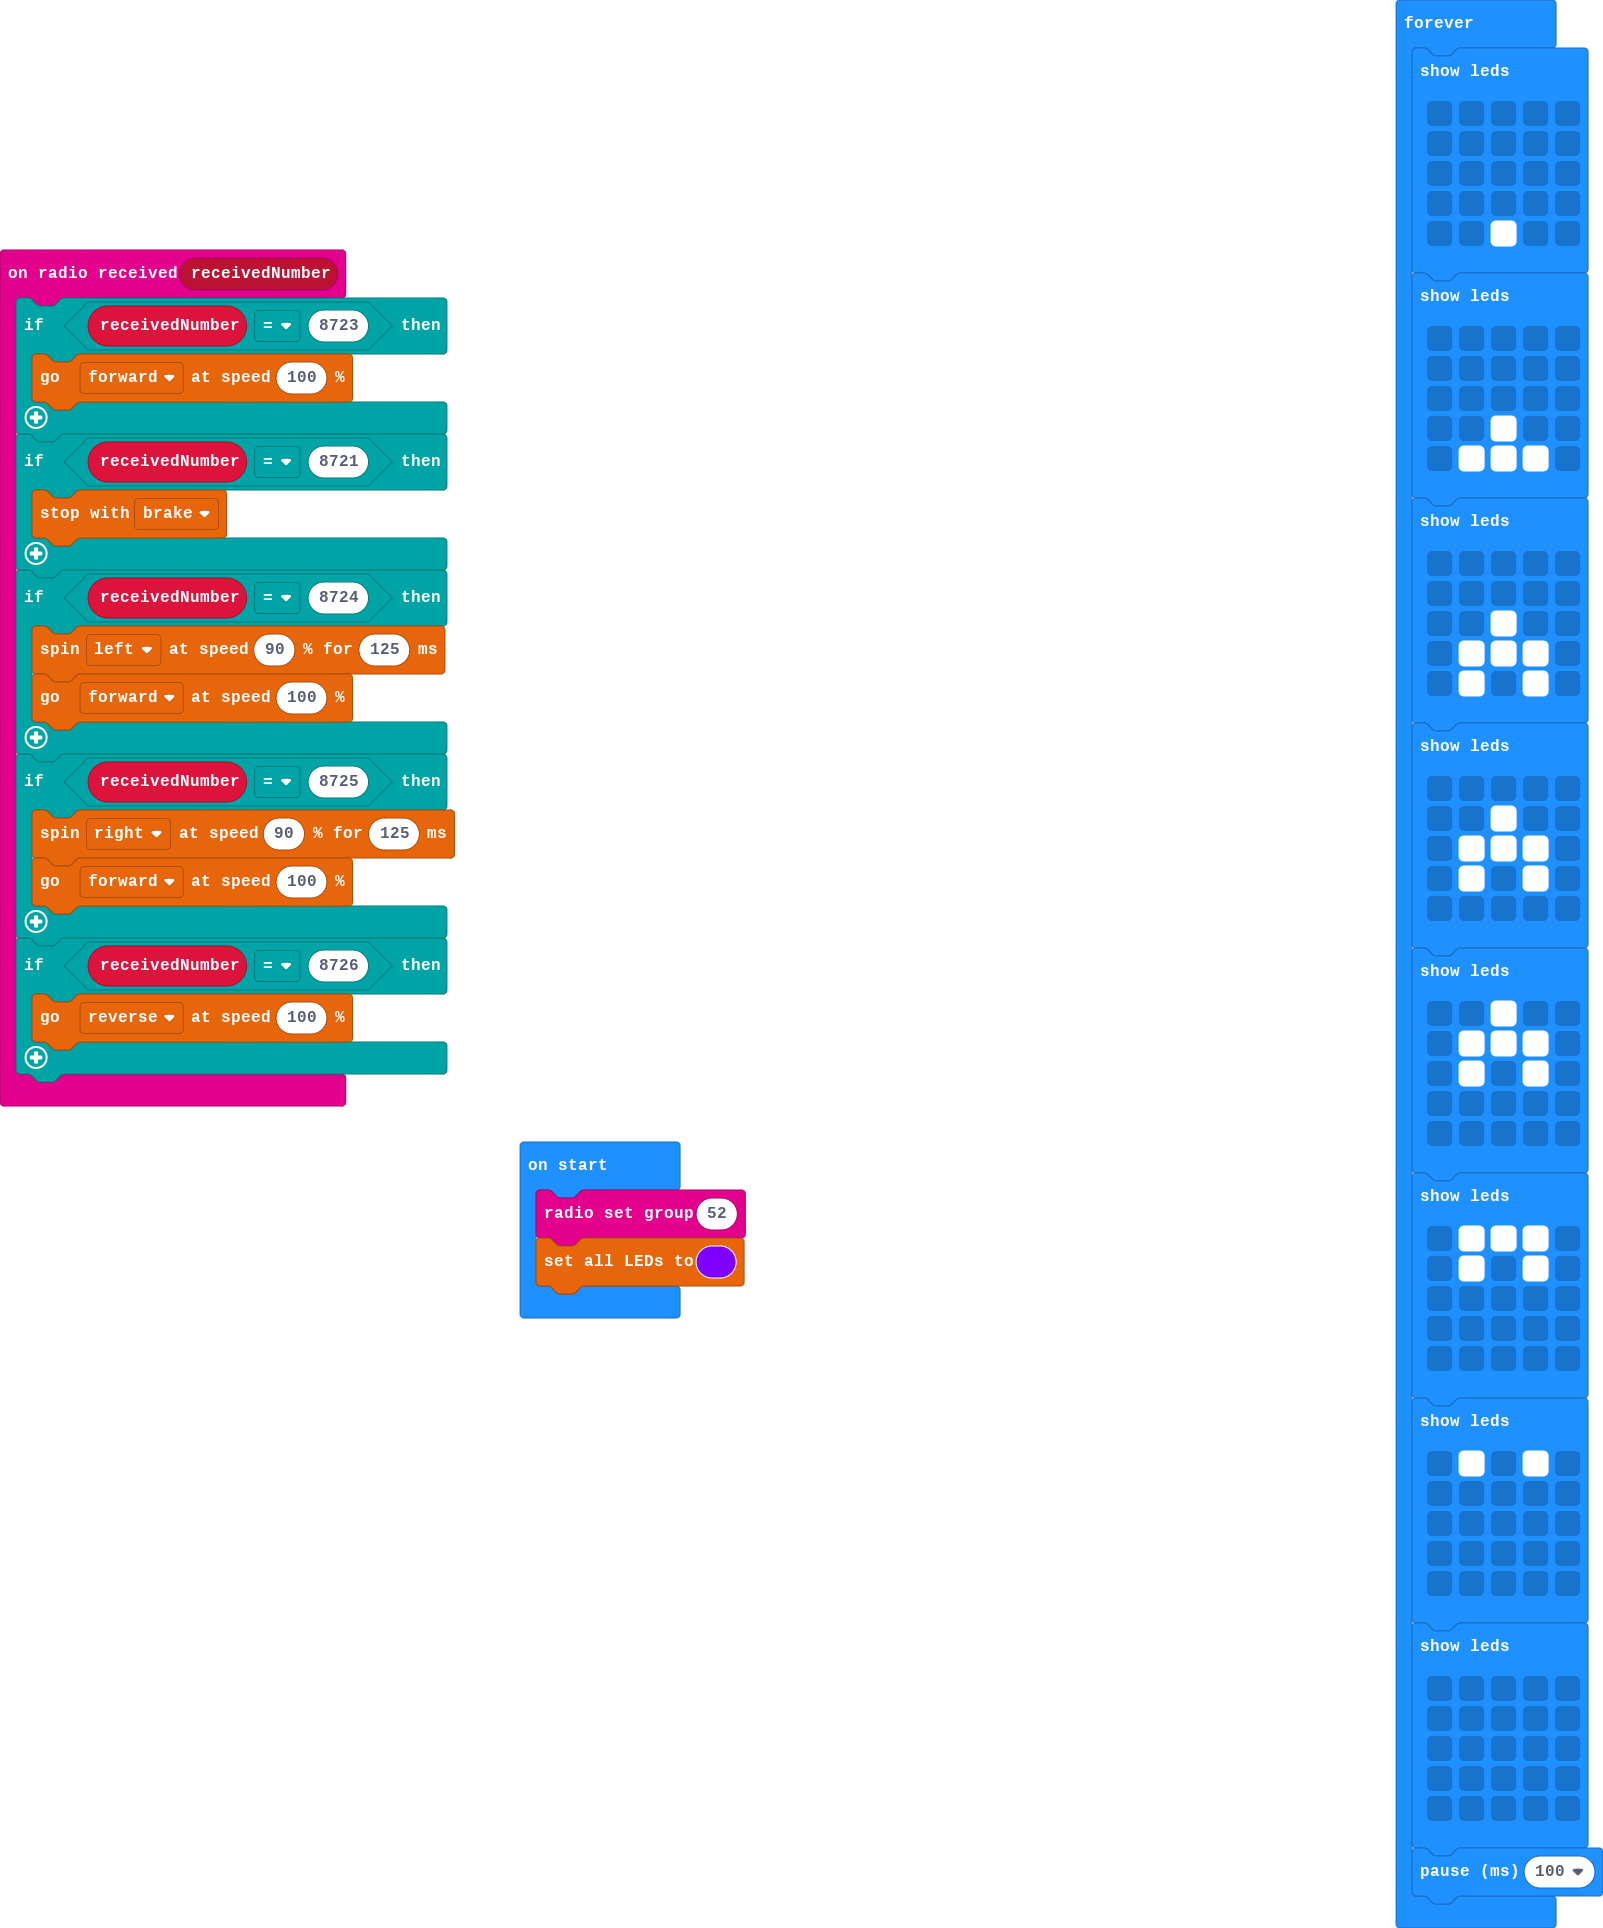 on radio received receivedNumber
if receivedNumber = 8723 then
go forward at speed 100 %
if receivedNumber = 8721 then
stop with brake
if receivedNumber = 8724 then
spin left at speed 90 % for 125 ms
go forward at speed 100 %
if receivedNumber = 8725 then
spin right at speed 90 % for 125 ms
go forward at speed 100 %
if receivedNumber = 8726 then
go reverse at speed 100 %
on start
radio set group 52
set all LEDs to
forever
show leds
show leds
show leds
show leds
show leds
show leds
show leds
show leds
pause (ms) 100